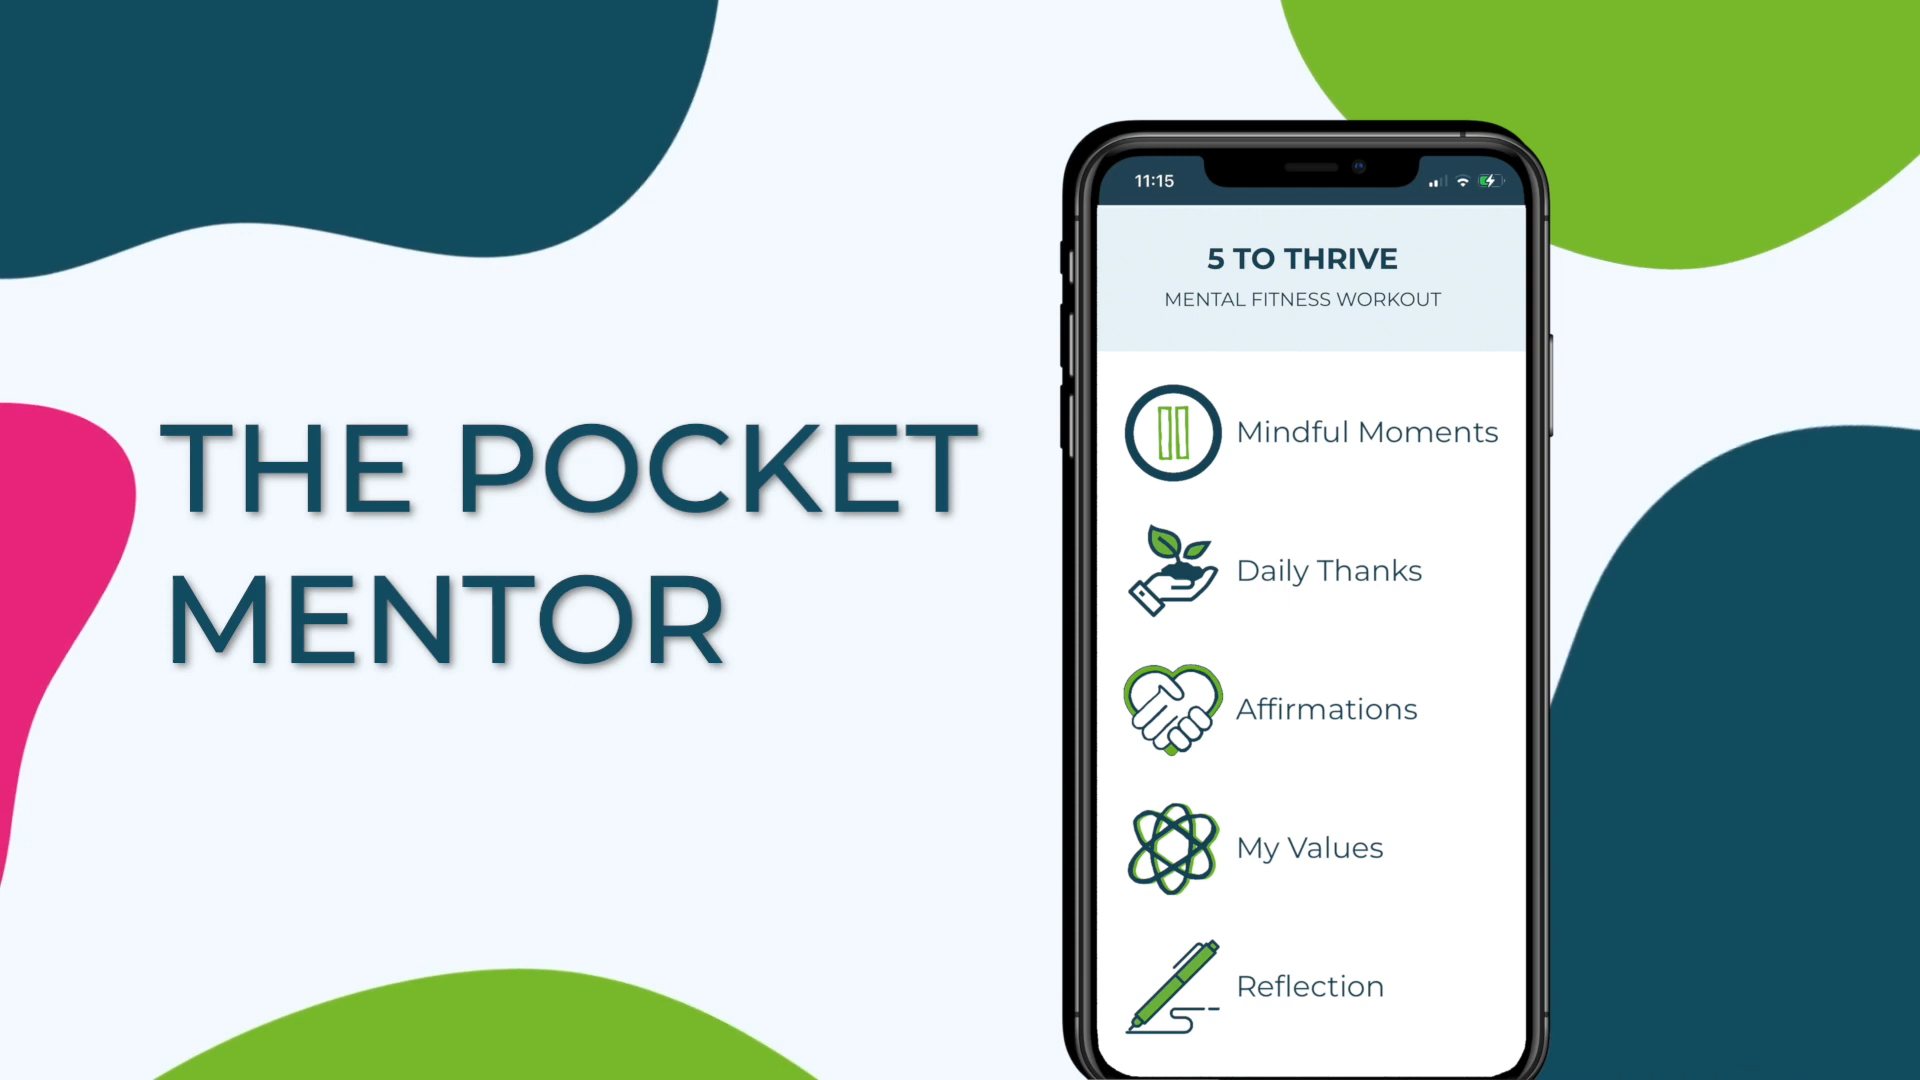 THE POCKET
MENTOR
11:15
5 TO THRIVE
MENTAL FITNESS WORKOUT
Mindful Moments
Daily Thanks
Affirmations
My Values
Reflection